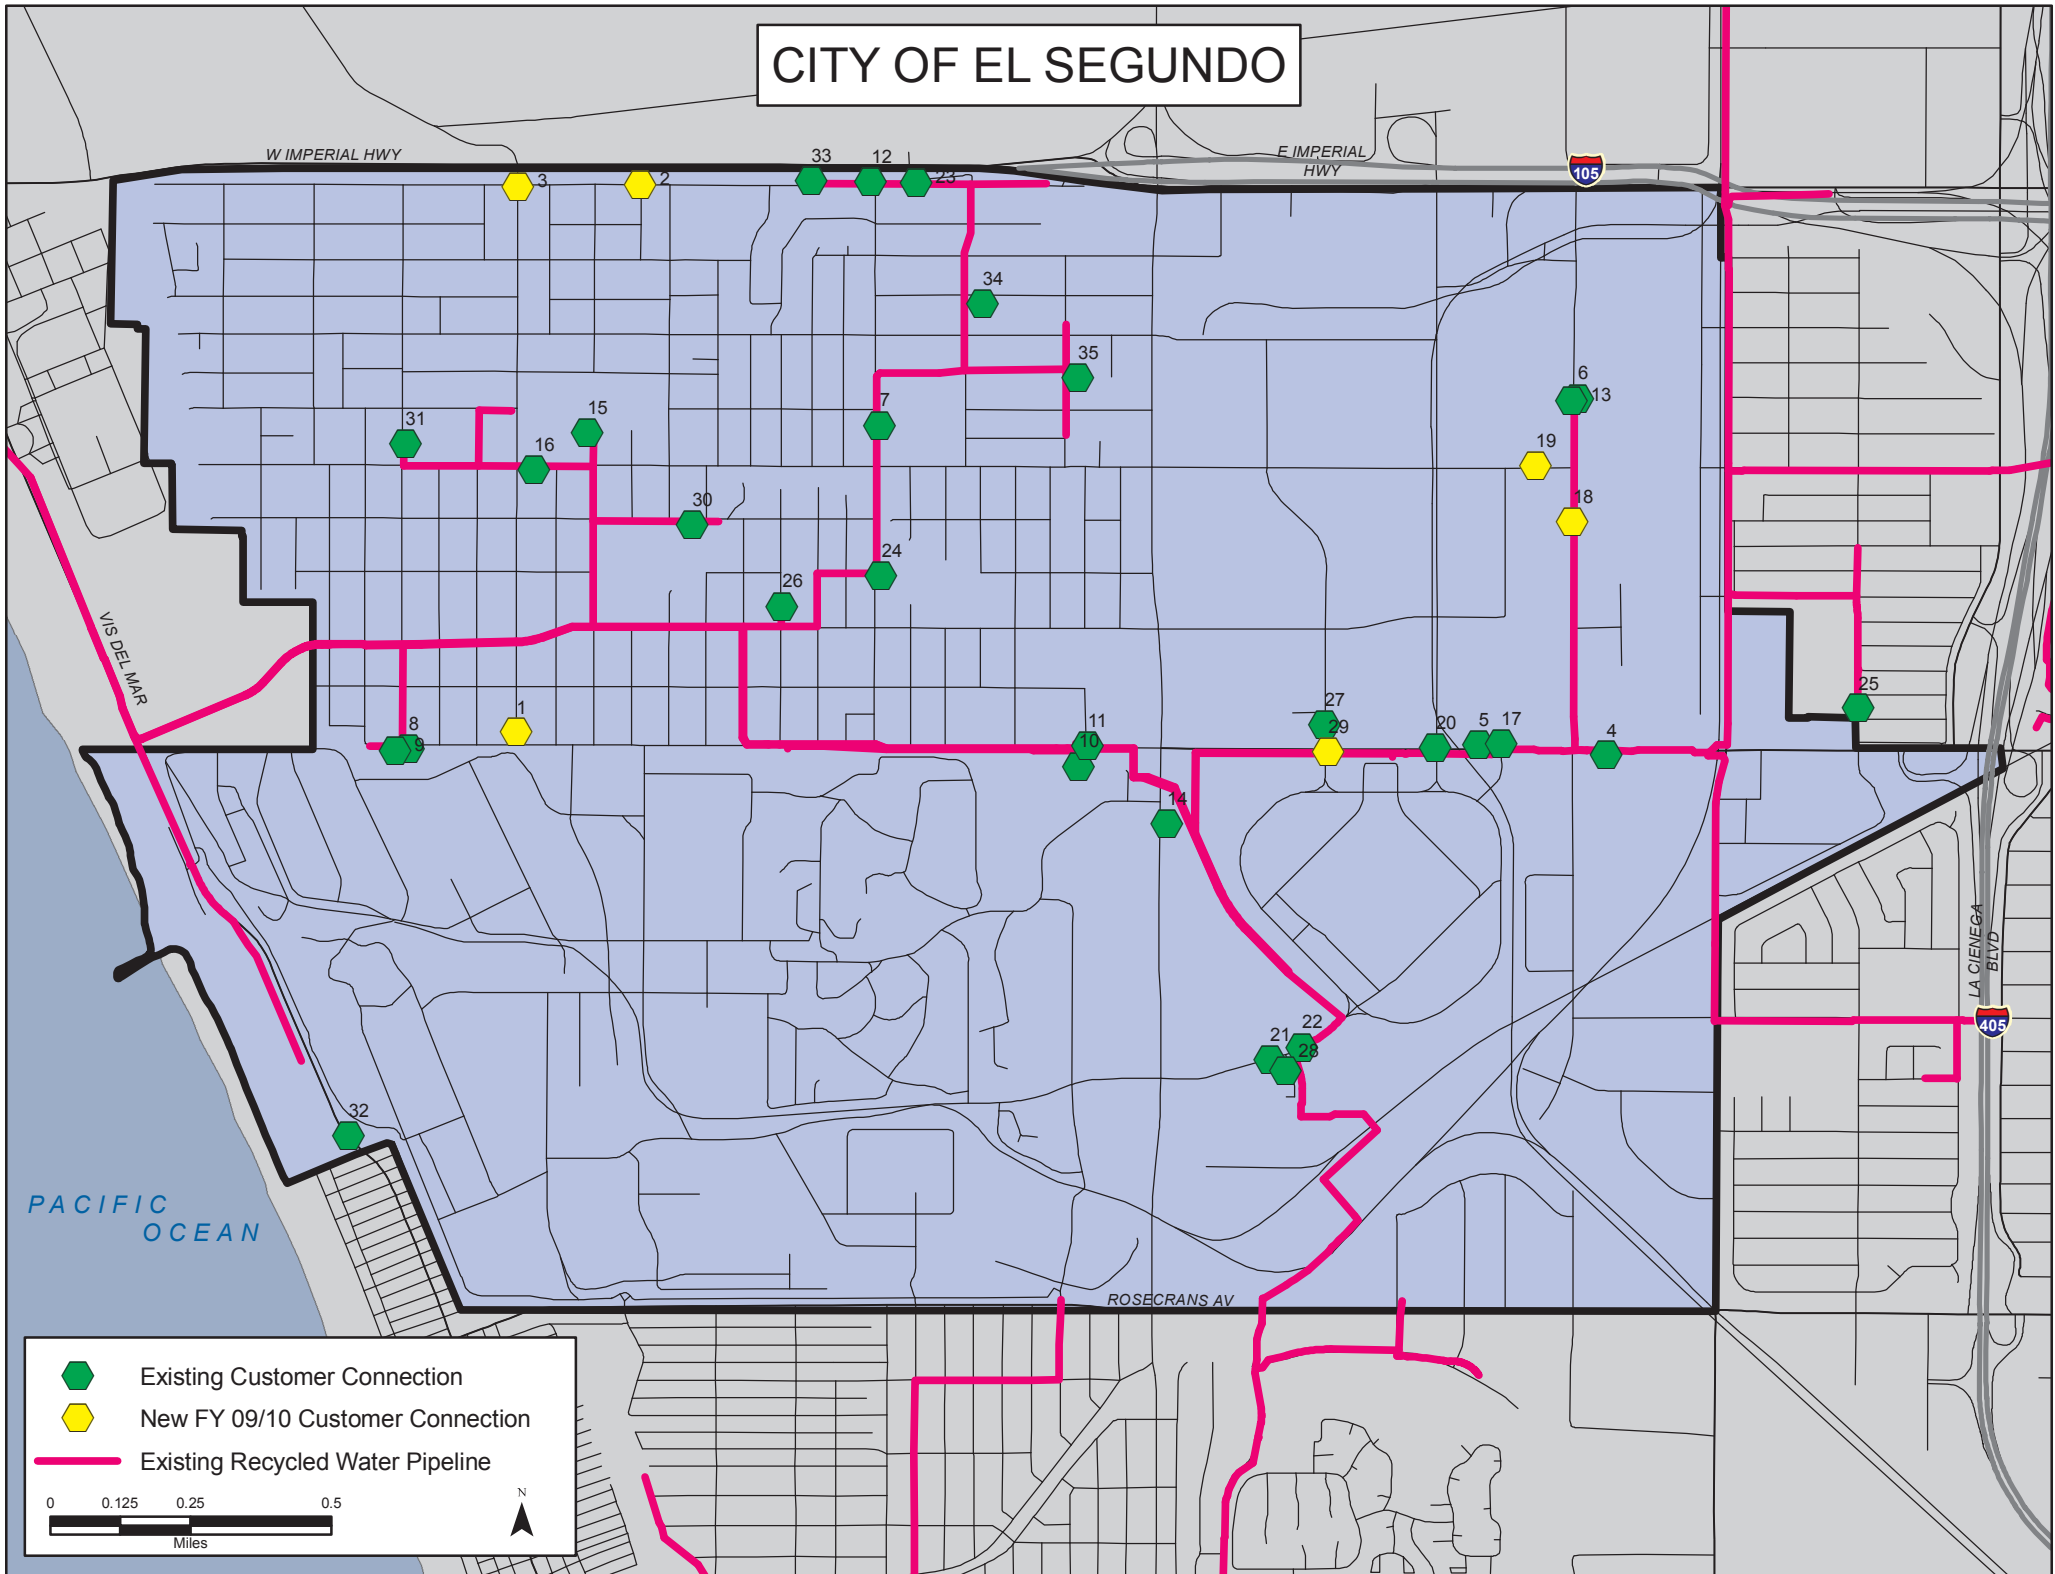 CITY OF EL SEGUNDO
W IMPERIAL HWY
E IMPERIAL
HWY
105
33
12
23
3
2
34
35
6
13
7
31
15
16
19
18
30
24
26
VIS DEL MAR
25
1
8
9
11
10
27
29
20
5
17
4
14
LA CIENEGA
BLVD
405
21
22
28
32
PACIFIC
OCEAN
ROSECRANS AV
Existing Customer Connection
New FY 09/10 Customer Connection
Existing Recycled Water Pipeline
0 0.125 0.25 0.5
Miles
N